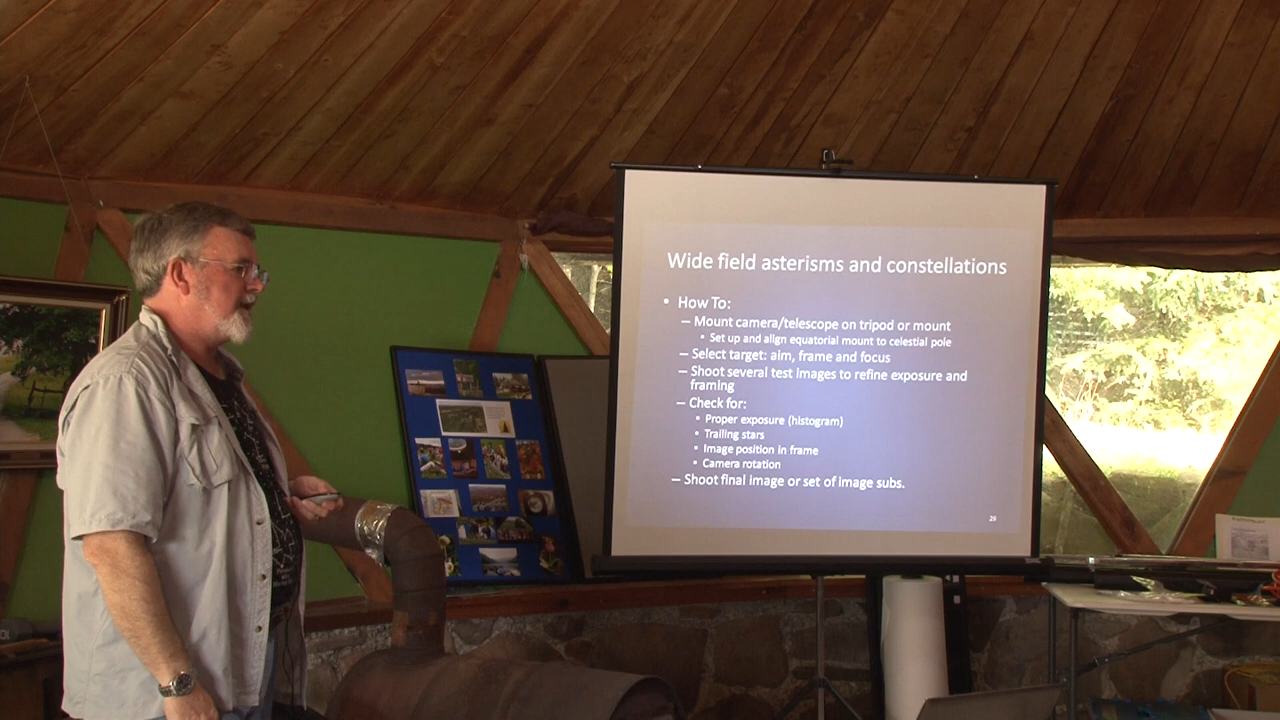 Wide field asterisms and constellations
• How To:
– Mount camera/telescope on tripod or mount
• Set up and align equatorial mount to celestial pole
– Select target: aim, frame and focus
– Shoot several test images to refine exposure and
framing
– Check for:
• Proper exposure (histogram)
• Trailing stars
• Image position in frame
• Camera rotation
– Shoot final image or set of image subs.
29